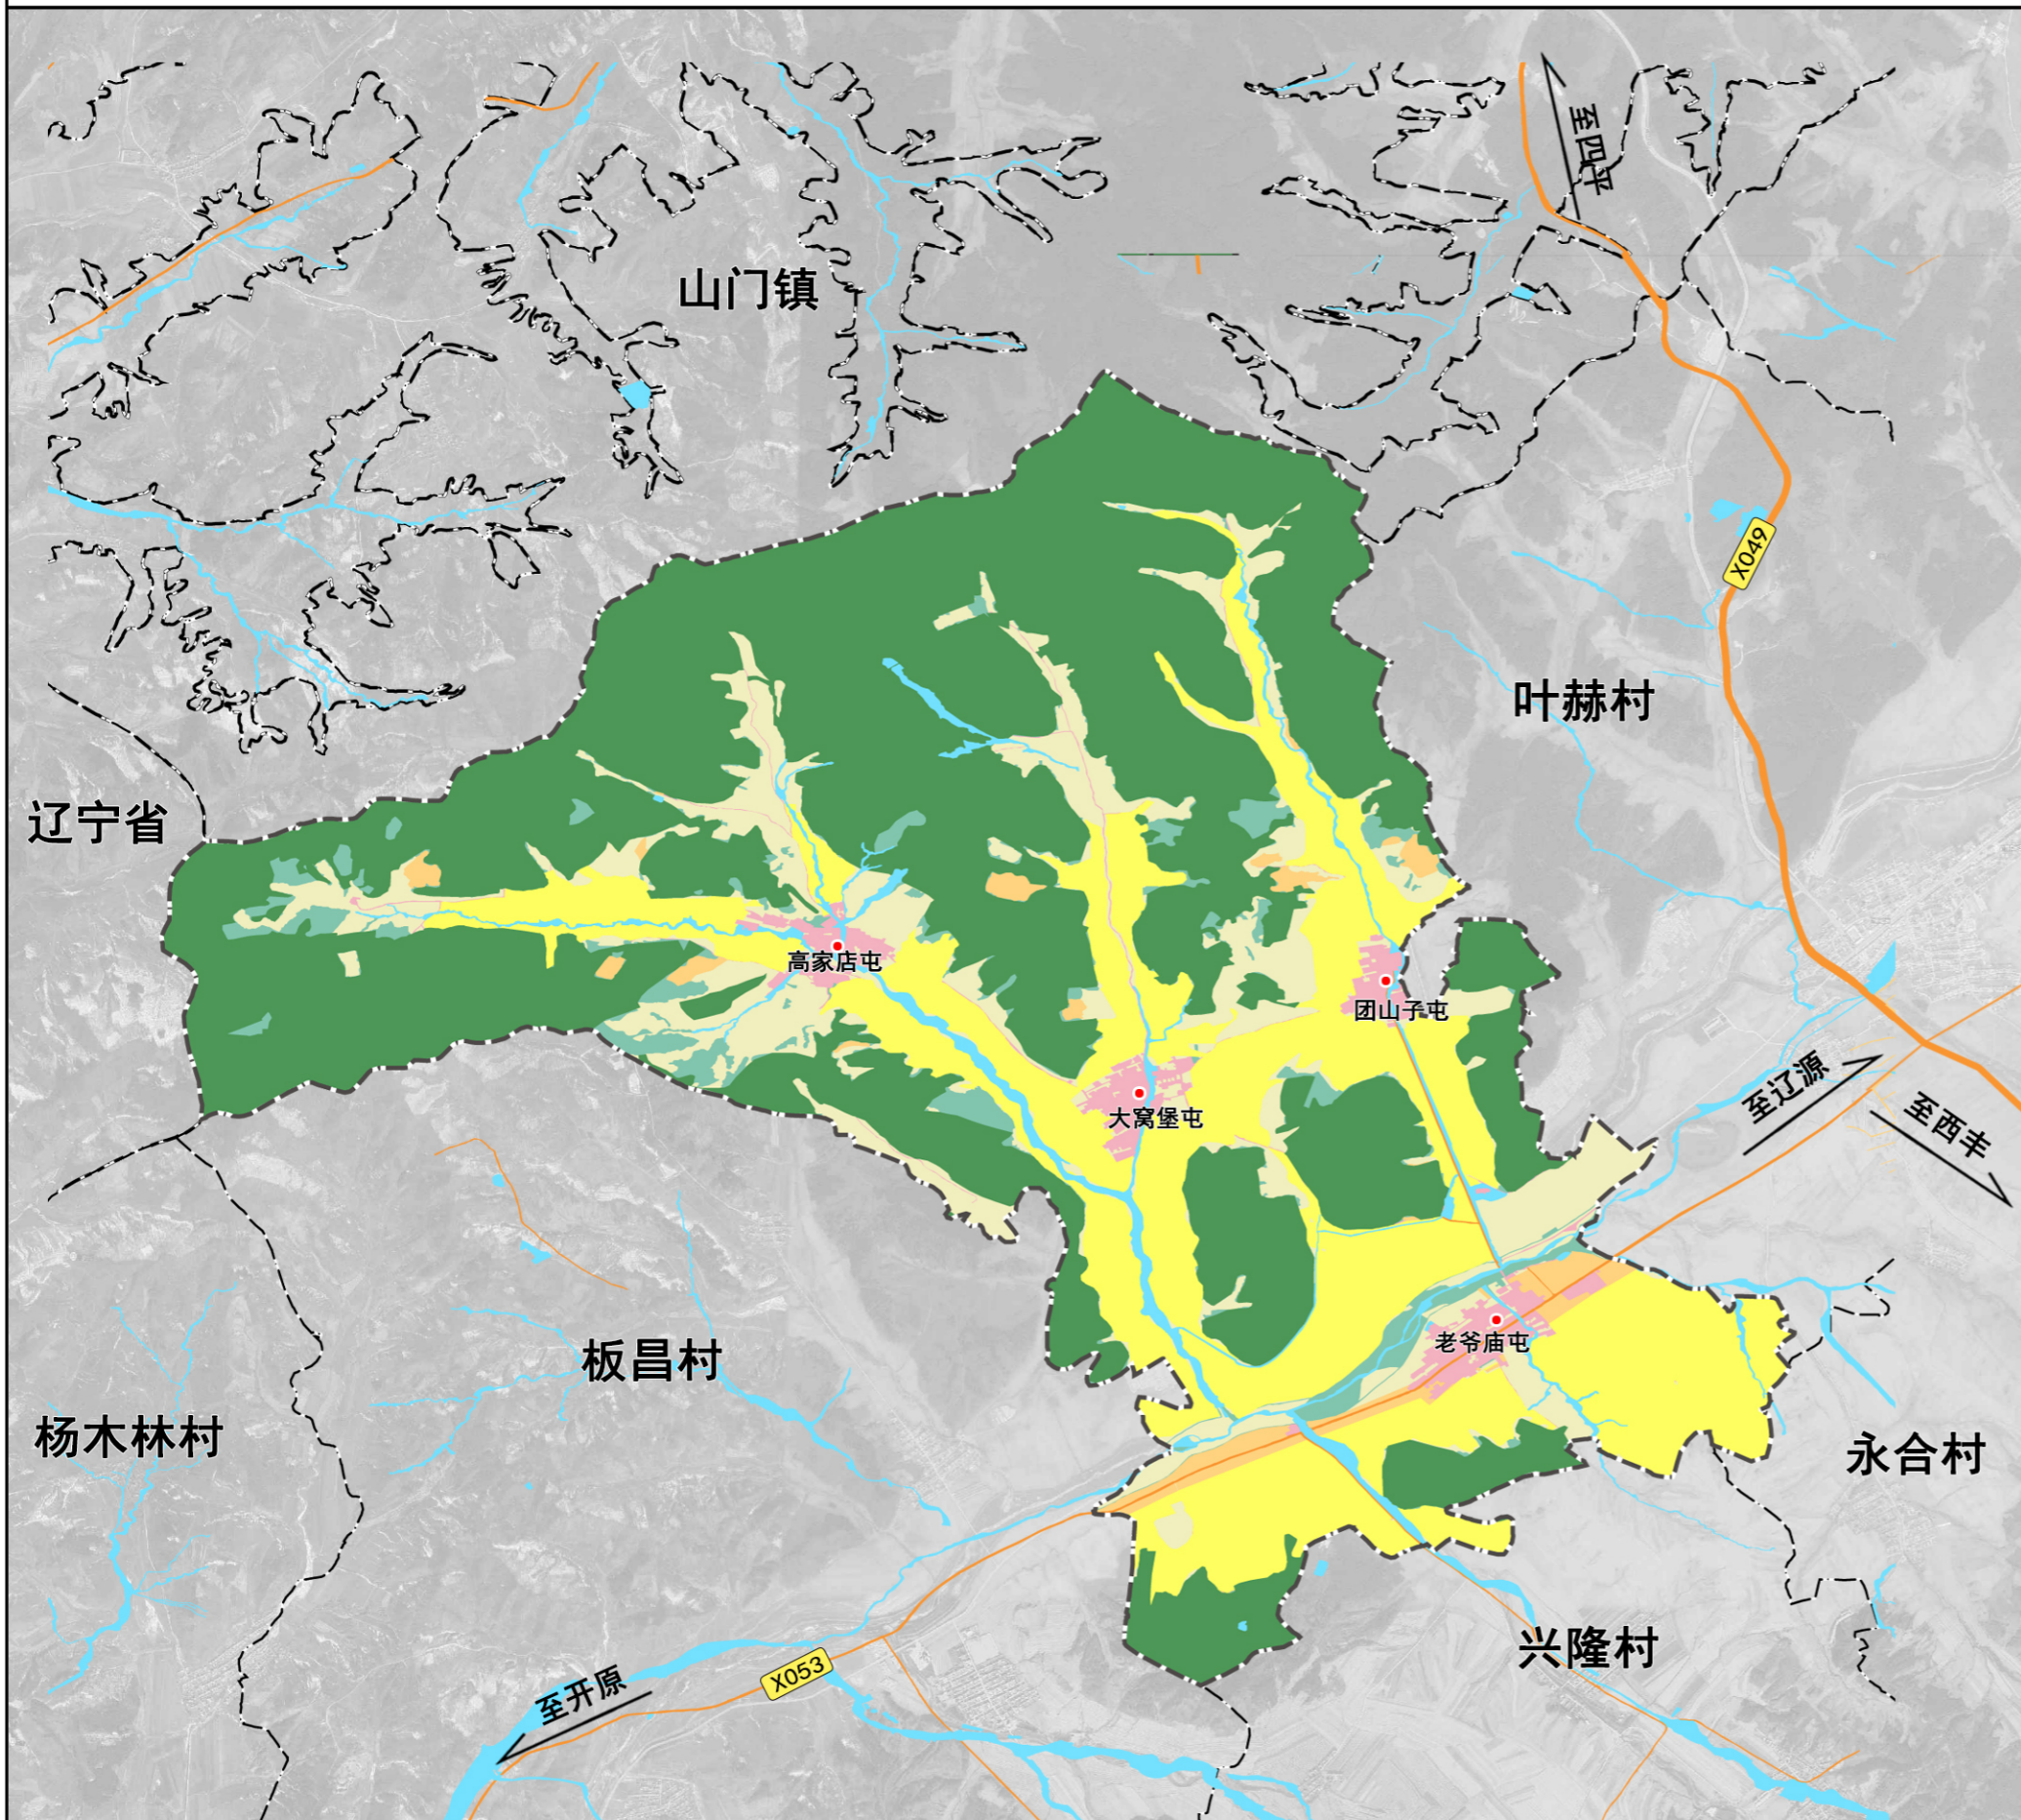 至四平
山门镇
X049
叶赫村
辽宁省
高家店屯
团山子屯
至辽源
大窝堡屯
至西丰
老爷庙屯
板昌村
杨木林村
永合村
兴隆村
X053
至开原